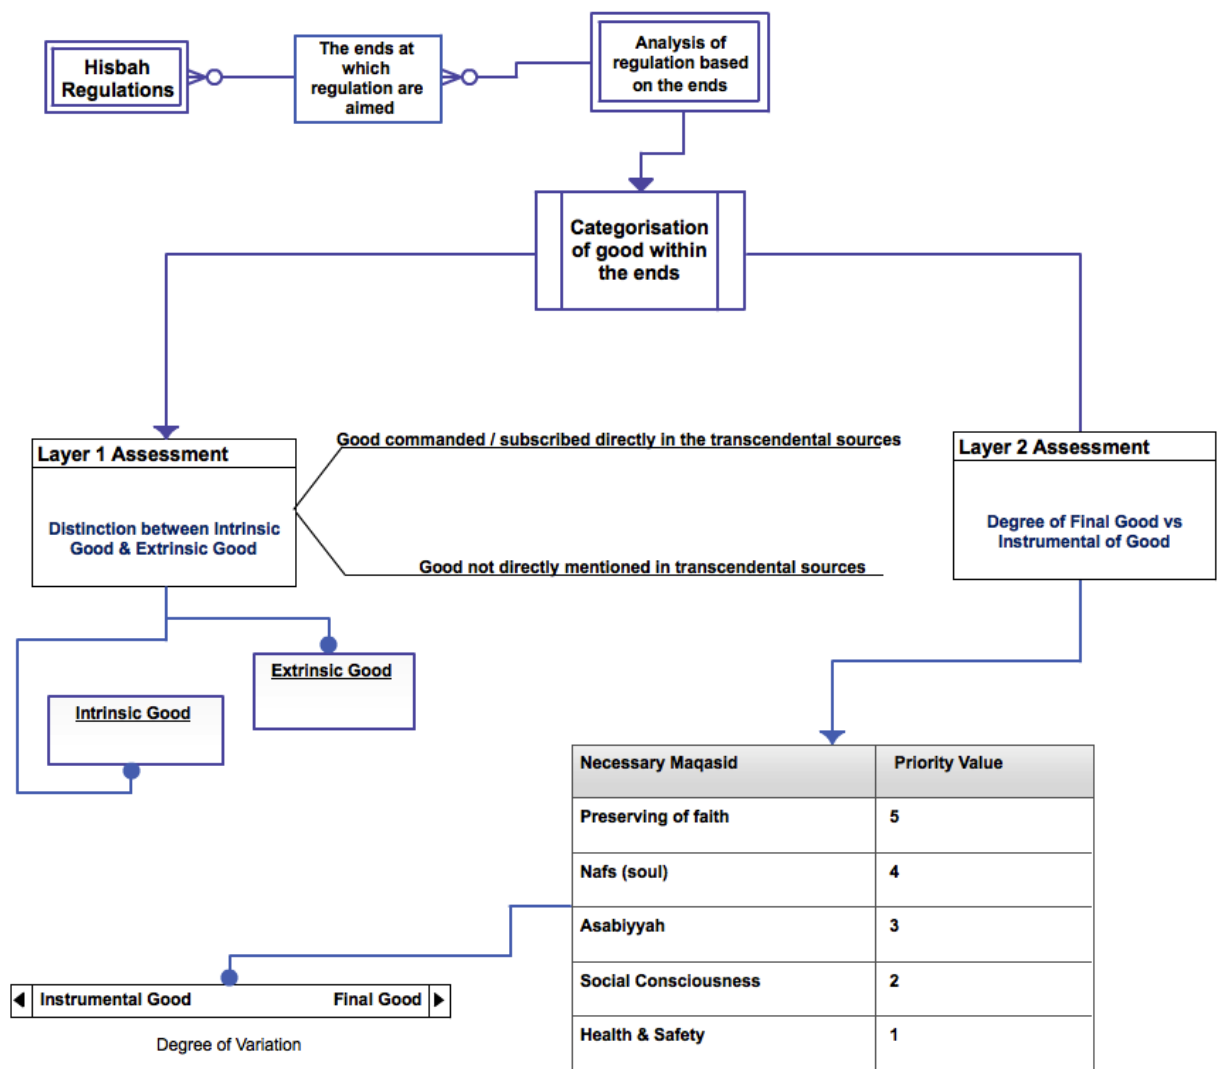 Hisbah
Regulations
The ends at
which
regulation are
aimed
Analysis of
regulation based
on the ends
Categorisation
of good within
the ends
Layer 1 Assessment
Distinction between Intrinsic
Good & Extrinsic Good
Good commanded / subscribed directly in the transcendental sources
Good not directly mentioned in transcendental sources
Layer 2 Assessment
Degree of Final Good vs
Instrumental of Good
Extrinsic Good
Intrinsic Good
Necessary Maqasid Priority Value
Preserving of faith 5
Nafs (soul) 4
Asabiyyah 3
Social Consciousness 2
Health & Safety 1
Instrumental Good Final Good
Degree of Variation